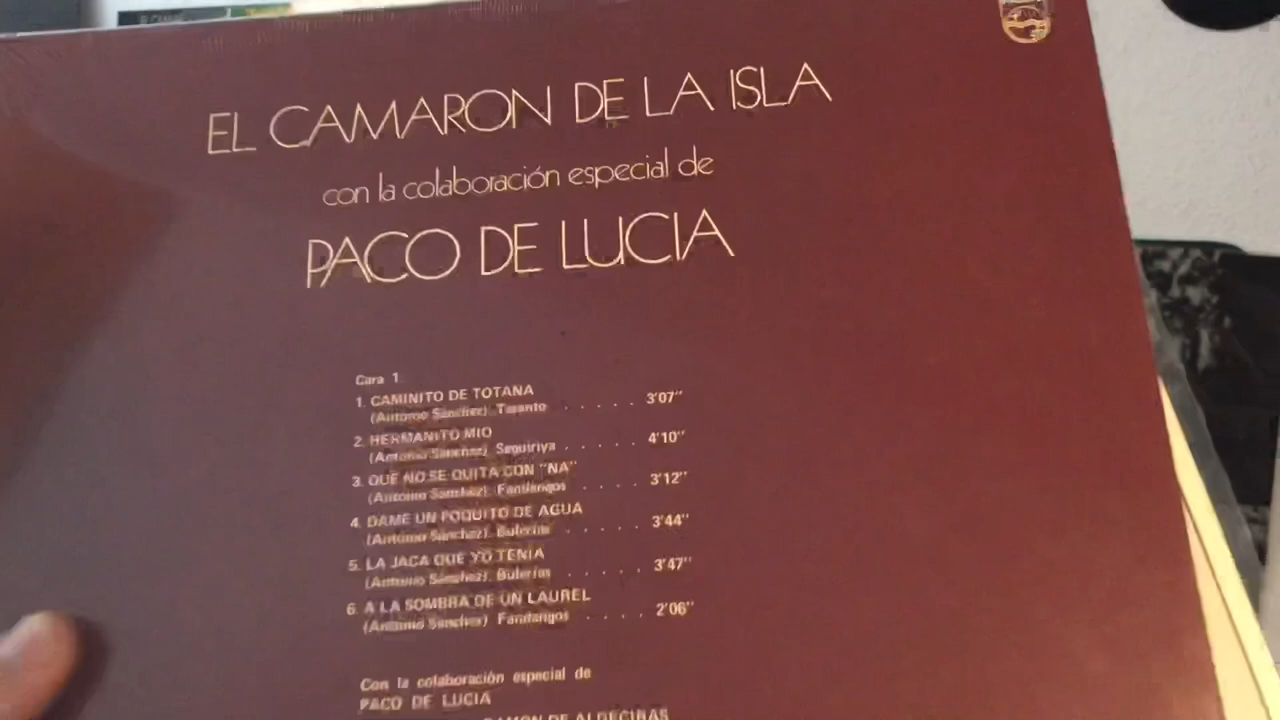 EL CAMARON DE LA ISLA
con la colaboración especial de
PACO DE LUCIA
Cara 1.
1. CAMINITO DE TOTANA
(Antonio Sánchez). Taranto . . . . . 3'07''
2. HERMANITO MIO
(Antonio Sánchez). Seguiriya . . . . . 4'10''
3. QUE NO SE QUITA CON "NA"
(Antonio Sánchez). Fandangos . . . . 3'12''
4. DAME UN POQUITO DE AGUA
(Antonio Sánchez). Bulerías . . . . . 3'44''
5. LA JACA QUE YO TENIA
(Antonio Sánchez). Bulerías . . . . . 3'47''
6. A LA SOMBRA DE UN LAUREL
(Antonio Sánchez). Fandangos . . . . 2'06''
Con la colaboración especial de
PACO DE LUCIA
RAMON DE ALGECIRAS